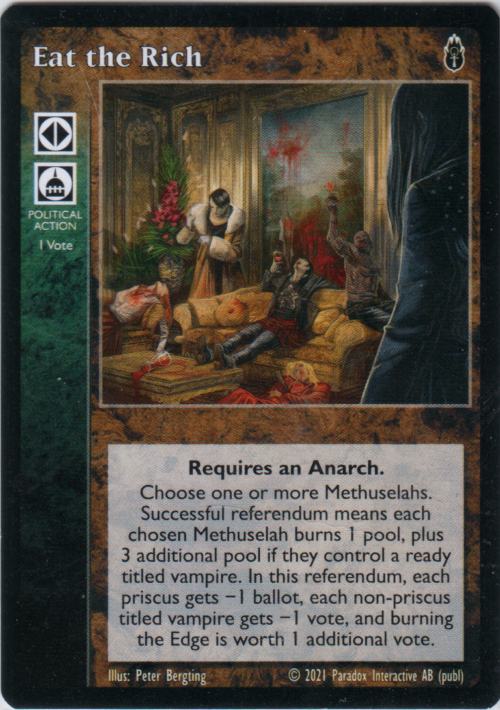 Eat the Rich
POLITICAL
ACTION
1 Vote
Requires an Anarch.
Choose one or more Methuselahs.
Successful referendum means each
chosen Methuselah burns 1 pool, plus
3 additional pool if they control a ready
titled vampire. In this referendum, each
priscus gets −1 ballot, each non-priscus
titled vampire gets −1 vote, and burning
the Edge is worth 1 additional vote.
Illus: Peter Bergting © 2021 Paradox Interactive AB (publ)